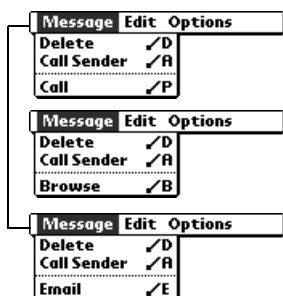 Message Edit Options
Delete /D
Call Sender /A
Call /P
Message Edit Options
Delete /D
Call Sender /A
Browse /B
Message Edit Options
Delete /D
Call Sender /A
Email /E